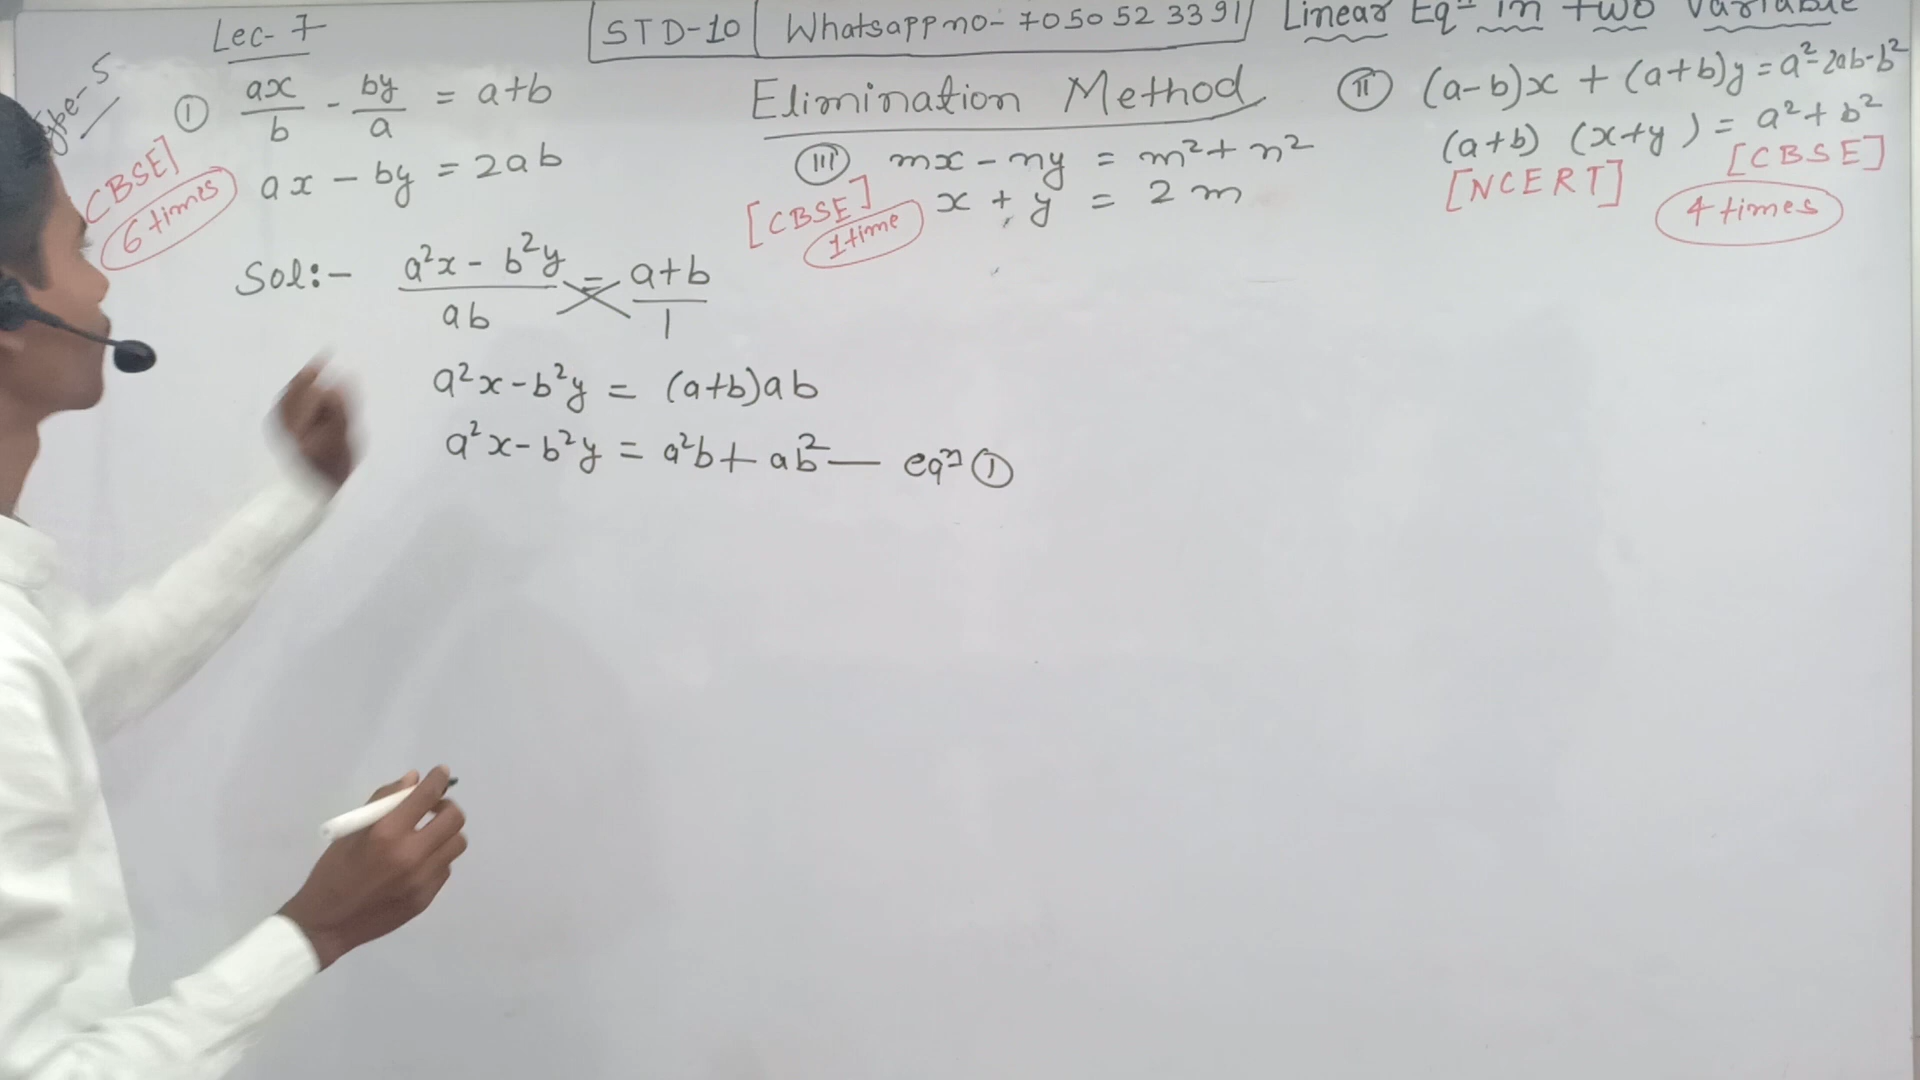 Lec-7
STD-10 Whatsapp no- 7050523391 Linear Eqⁿ in two variable
Elimination Method
Type-5
① ax/b - by/a = a+b
ax - by = 2ab
[CBSE]
6 times
Ⅱ (a-b)x + (a+b)y = a²-2ab-b²
(a+b) (x+y) = a²+b²
[NCERT] [CBSE]
4 times
Ⅲ mx - ny = m²+n²
x + y = 2m
[CBSE]
1 time
Sol:- a²x - b²y/ab = a+b/1
a²x - b²y = (a+b)ab
a²x - b²y = a²b + ab² — eqⁿ ①